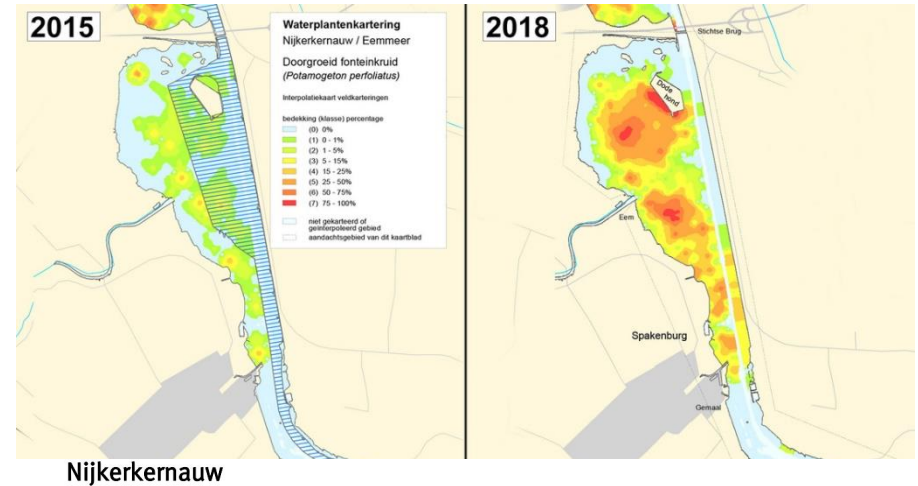 2015
Waterplantenkartering
Nijkerkernauw / Eemmeer
Doorgroeid fonteinkruid
(Potamogeton perfoliatus)
Interpolatiekaart veldkarteringen
bedekking (klasse) percentage
(0) 0%
(1) 0 - 1%
(2) 1 - 5%
(3) 5 - 15%
(4) 15 - 25%
(5) 25 - 50%
(6) 50 - 75%
(7) 75 - 100%
niet gekarteerd of
geinterpoleerd gebied
aandachtsgebied van dit kaartblad
2018
Stichtse Brug
Dode
hond
Eem
Spakenburg
Gemaal
Nijkerkernauw